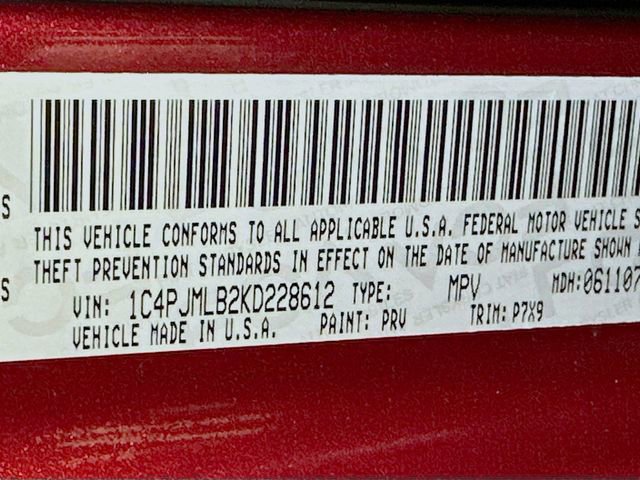 THIS VEHICLE CONFORMS TO ALL APPLICABLE U.S.A. FEDERAL MOTOR VEHICLE S
THEFT PREVENTION STANDARDS IN EFFECT ON THE DATE OF MANUFACTURE SHOWN
VIN: 1C4PJMLB2KD228612 TYPE: MPV MDH:061107
VEHICLE MADE IN U.S.A. PAINT: PRV TRIM: P7X9